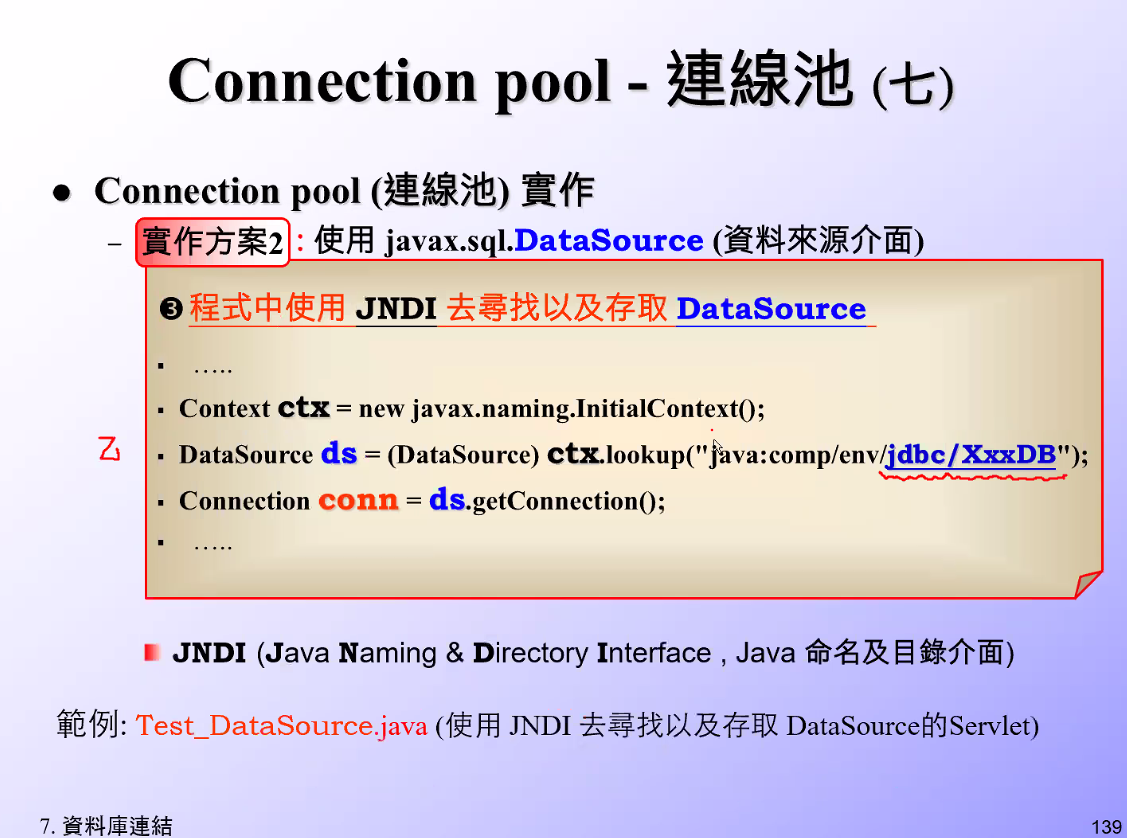 Connection pool - 連線池 (七)
● Connection pool (連線池) 實作
– 實作方案2 : 使用 javax.sql.DataSource (資料來源介面)
❸程式中使用 JNDI 去尋找以及存取 DataSource
▪ …..
▪ Context ctx = new javax.naming.InitialContext();
乙
▪ DataSource ds = (DataSource) ctx.lookup("java:comp/env/jdbc/XxxDB");
▪ Connection conn = ds.getConnection();
▪ …..
JNDI (Java Naming & Directory Interface , Java 命名及目錄介面)
範例: Test_DataSource.java (使用 JNDI 去尋找以及存取 DataSource的Servlet)
7. 資料庫連結
139